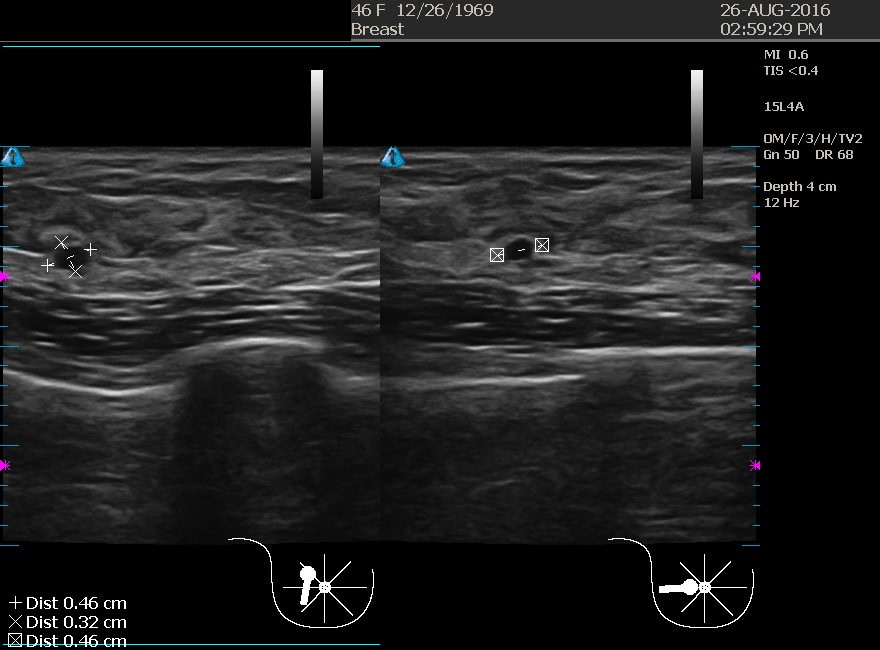 46 F 12/26/1969
26-AUG-2016
Breast
02:59:29 PM
MI 0.6
TIS <0.4
15L4A
OM/F/3/H/TV2
Gn 50 DR 68
Depth 4 cm
12 Hz
Dist 0.46 cm
Dist 0.32 cm
Dist 0.46 cm